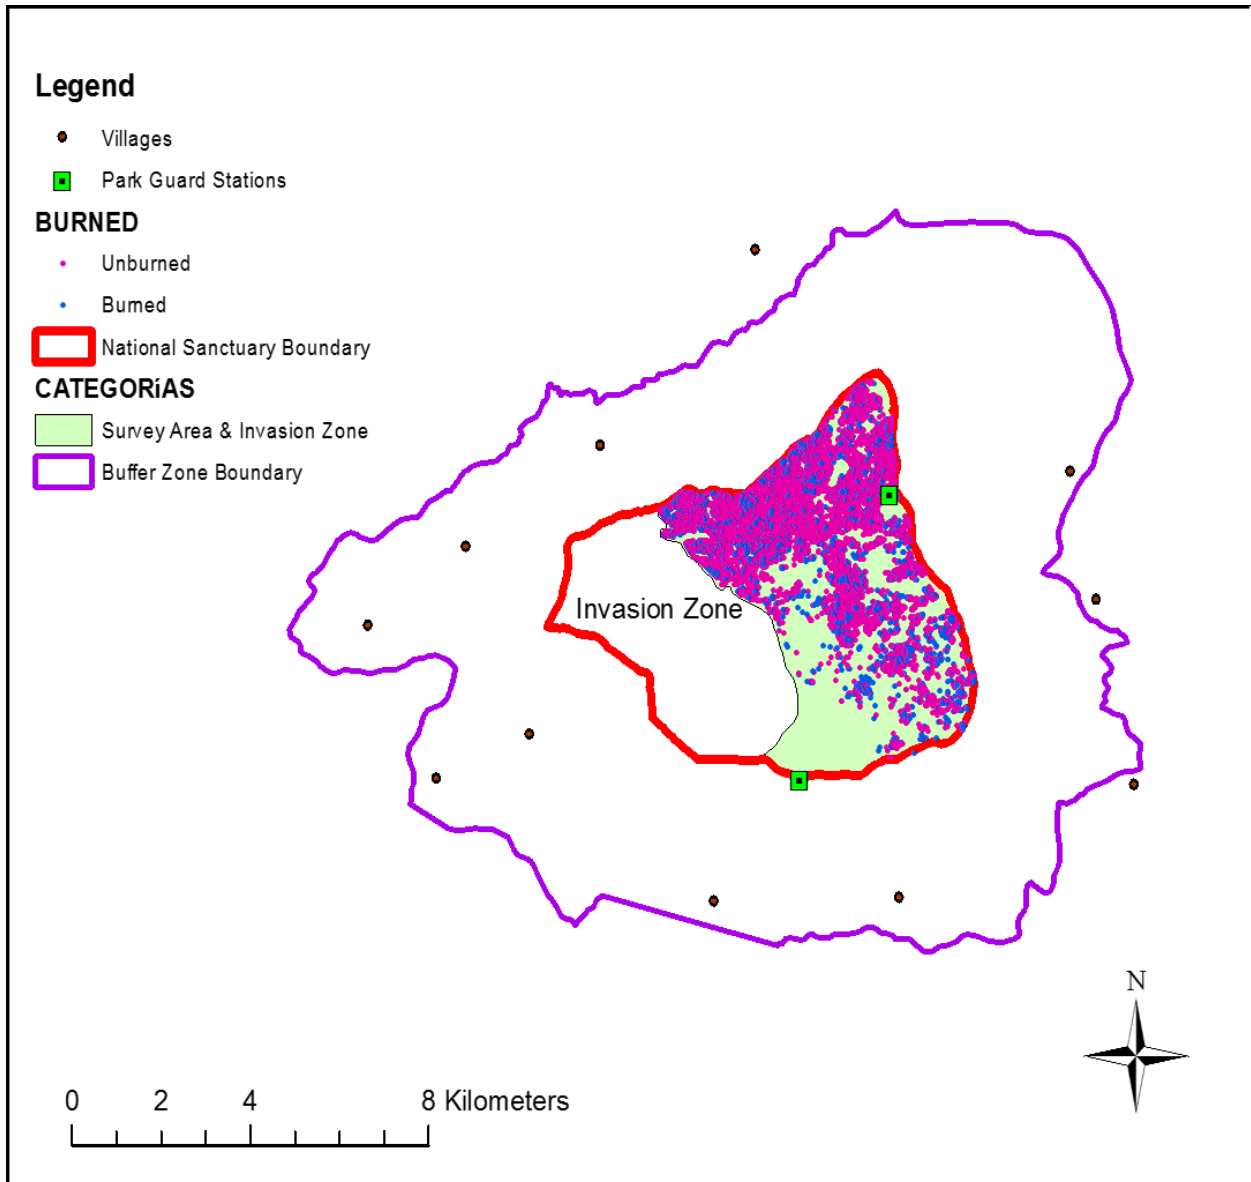 Legend
Villages
Park Guard Stations
BURNED
Unburned
Burned
National Sanctuary Boundary
CATEGORíAS
Survey Area & Invasion Zone
Buffer Zone Boundary
Invasion Zone
N
0 2 4 8 Kilometers